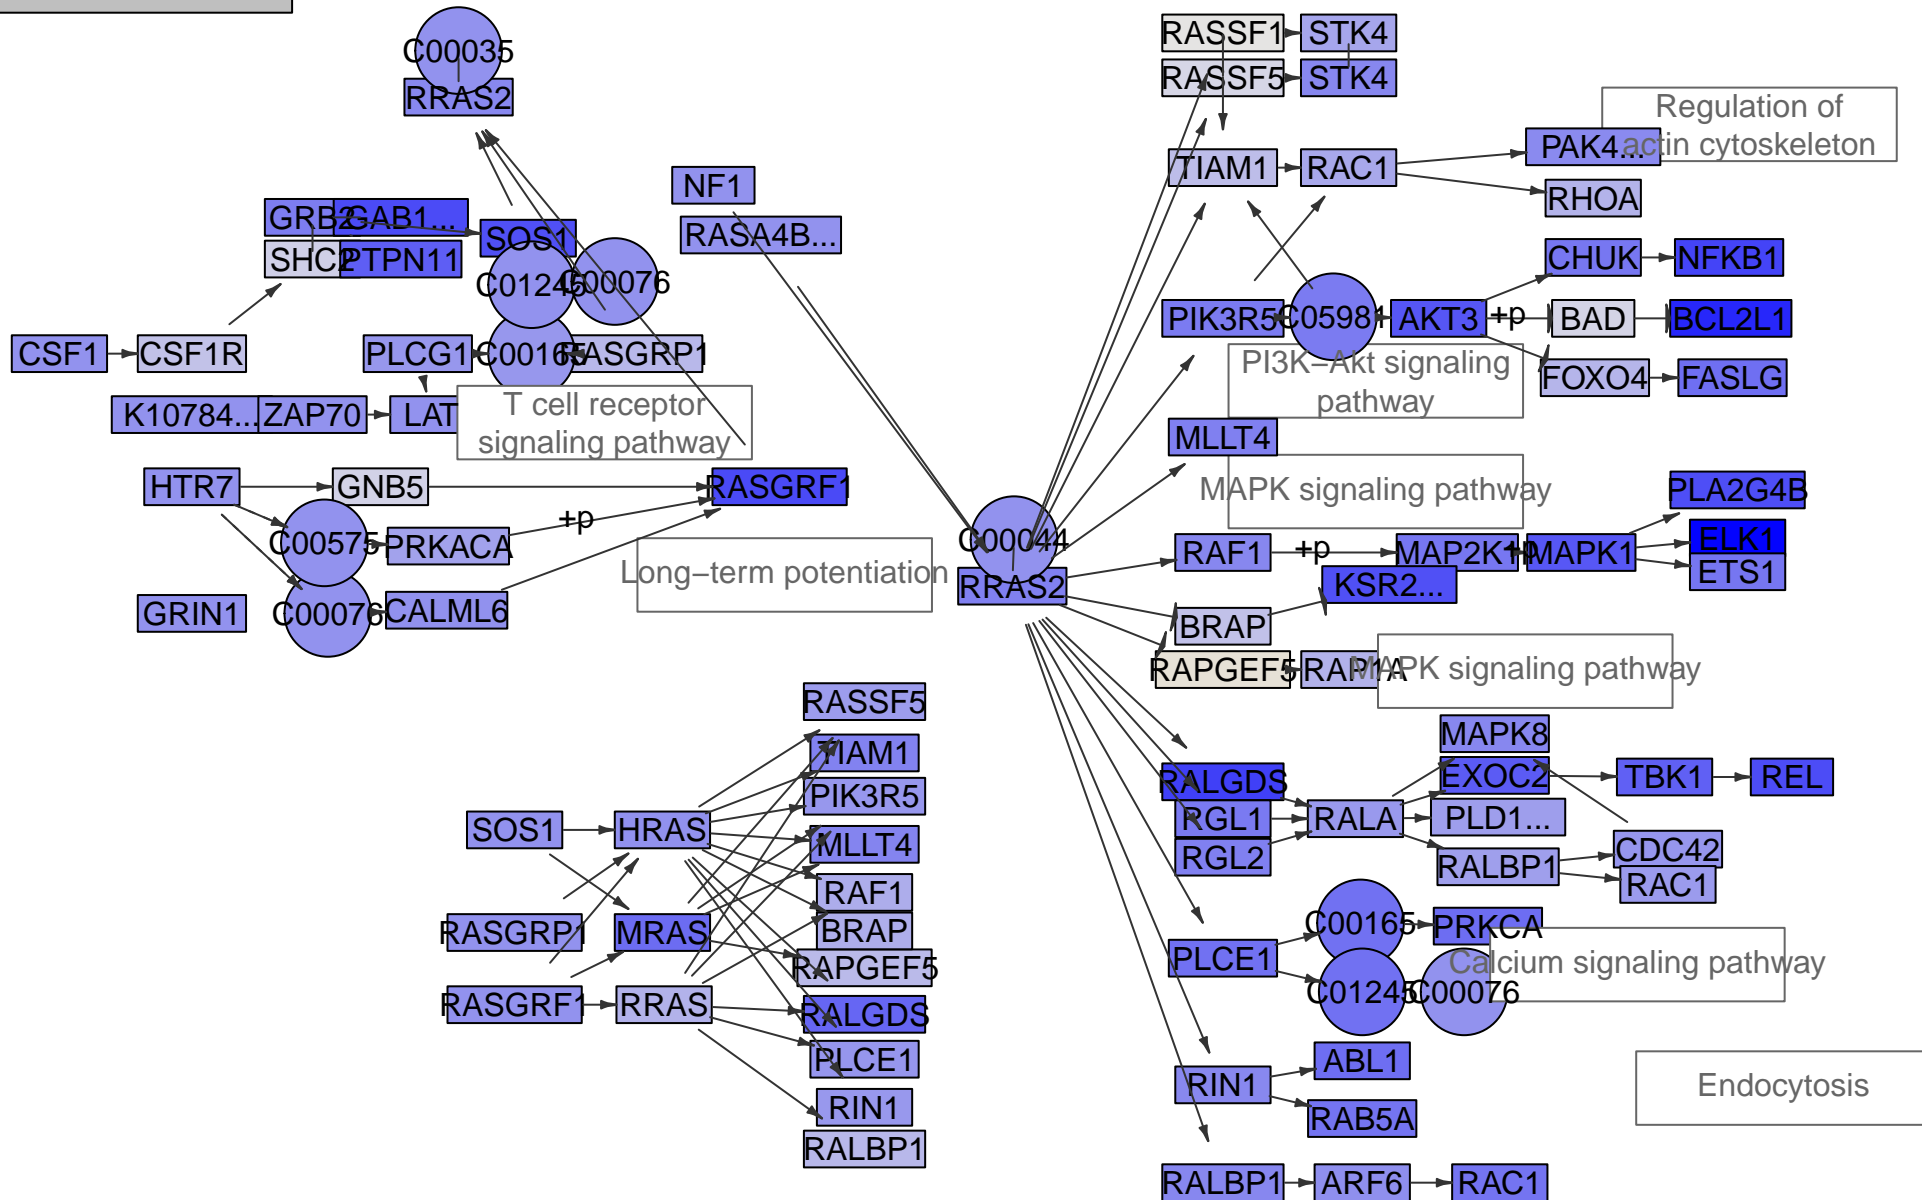 C00035
RRAS2
NF1
RASA4B...
GRB2
GAB1...
SOS1
SHC2
PTPN11
C01245
C00076
CSF1
CSF1R
PLCG1
C00165
RASGRP1
K10784...
ZAP70
LAT
T cell receptor
signaling pathway
HTR7
GNB5
RASGRF1
C00575
PRKACA
+p
GRIN1
C00076
CALML6
Long−term potentiation
C00044
RRAS2
RASSF1
STK4
RASSF5
STK4
Regulation of
actin cytoskeleton
PAK4...
TIAM1
RAC1
RHOA
CHUK
NFKB1
PIK3R5
C05981
AKT3
+p
BAD
BCL2L1
PI3K−Akt signaling
pathway
FOXO4
FASLG
MLLT4
MAPK signaling pathway
PLA2G4B
RAF1
+p
MAP2K1
+p
MAPK1
ELK1
ETS1
KSR2...
BRAP
RAPGEF5
RAP1A
MAPK signaling pathway
RASSF5
TIAM1
PIK3R5
SOS1
HRAS
MLLT4
RAF1
RASGRP1
MRAS
BRAP
RAPGEF5
RASGRF1
RRAS
RALGDS
PLCE1
RIN1
RALBP1
MAPK8
RALGDS
EXOC2
TBK1
REL
RGL1
RALA
PLD1...
RGL2
RALBP1
CDC42
RAC1
C00165
PRKCA
PLCE1
Calcium signaling pathway
C01245
C00076
ABL1
RIN1
Endocytosis
RAB5A
RALBP1
ARF6
RAC1